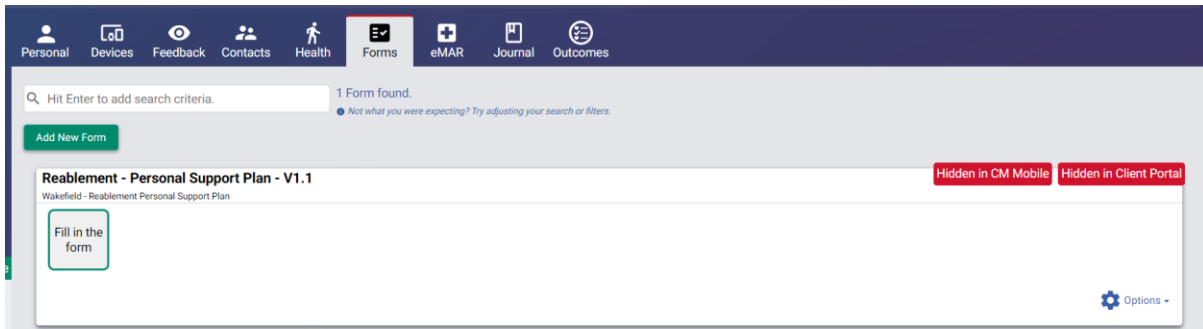 Personal
Devices
Feedback
Contacts
Health
Forms
eMAR
Journal
Outcomes
Hit Enter to add search criteria.
1 Form found.
Not what you were expecting? Try adjusting your search or filters.
Add New Form
Reablement - Personal Support Plan - V1.1
Hidden in CM Mobile
Hidden in Client Portal
Wakefield - Reablement Personal Support Plan
Fill in the
form
Options